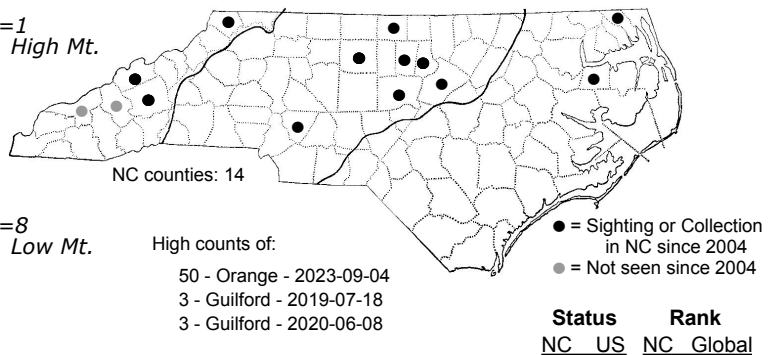 =1
High Mt.
NC counties: 14
=8
Low Mt.
High counts of:
50 - Orange - 2023-09-04
3 - Guilford - 2019-07-18
3 - Guilford - 2020-06-08
= Sighting or Collection
in NC since 2004
= Not seen since 2004
Status Rank
NC US NC Global